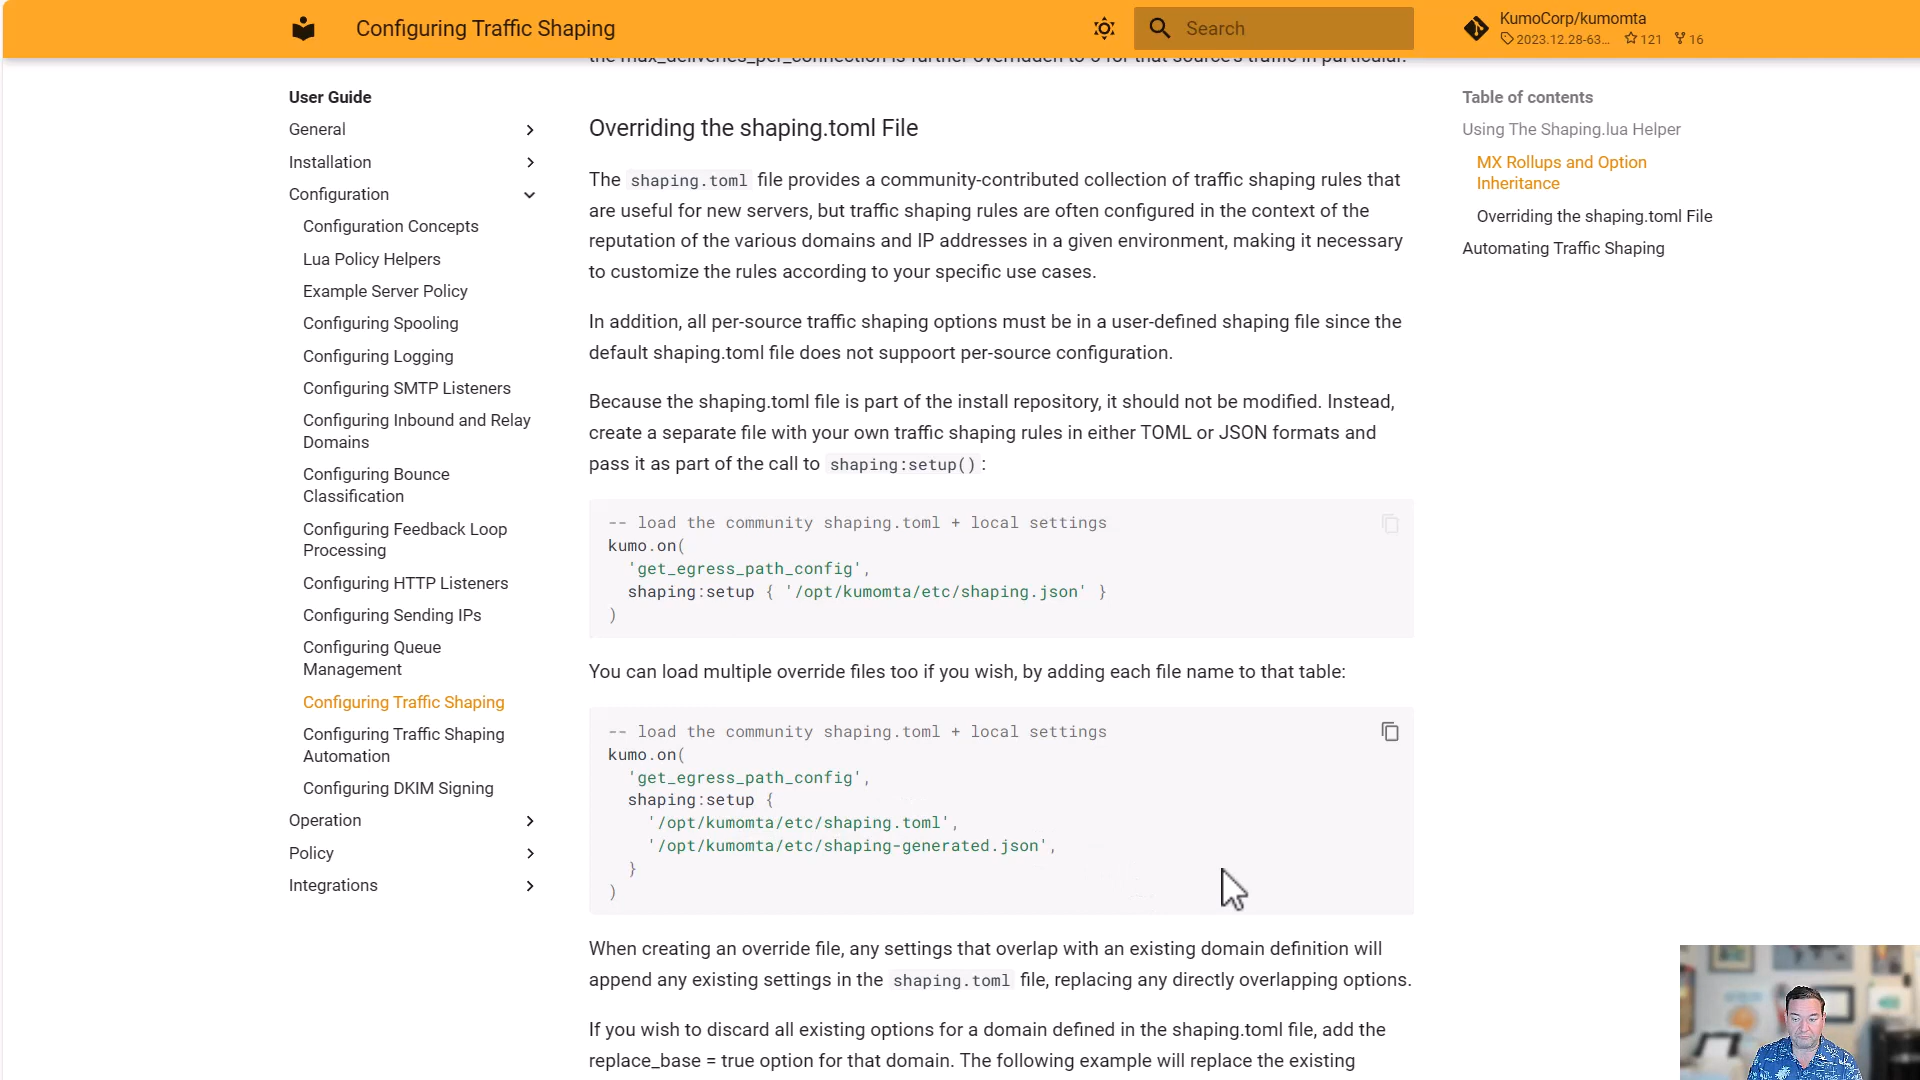 Configuring Traffic Shaping
Search
KumoCorp/kumomta
2023.12.28-63... 121 16
the max_deliveries_per_connection is further overridden to 5 for that source's traffic in particular.
User Guide
General
Installation
Configuration
Configuration Concepts
Lua Policy Helpers
Example Server Policy
Configuring Spooling
Configuring Logging
Configuring SMTP Listeners
Configuring Inbound and Relay
Domains
Configuring Bounce
Classification
Configuring Feedback Loop
Processing
Configuring HTTP Listeners
Configuring Sending IPs
Configuring Queue
Management
Configuring Traffic Shaping
Configuring Traffic Shaping
Automation
Configuring DKIM Signing
Operation
Policy
Integrations
Overriding the shaping.toml File
The shaping.toml file provides a community-contributed collection of traffic shaping rules that
are useful for new servers, but traffic shaping rules are often configured in the context of the
reputation of the various domains and IP addresses in a given environment, making it necessary
to customize the rules according to your specific use cases.
In addition, all per-source traffic shaping options must be in a user-defined shaping file since the
default shaping.toml file does not suppoort per-source configuration.
Because the shaping.toml file is part of the install repository, it should not be modified. Instead,
create a separate file with your own traffic shaping rules in either TOML or JSON formats and
pass it as part of the call to shaping:setup() :
-- load the community shaping.toml + local settings
kumo.on(
'get_egress_path_config',
shaping:setup { '/opt/kumomta/etc/shaping.json' }
)
You can load multiple override files too if you wish, by adding each file name to that table:
-- load the community shaping.toml + local settings
kumo.on(
'get_egress_path_config',
shaping:setup {
'/opt/kumomta/etc/shaping.toml',
'/opt/kumomta/etc/shaping-generated.json',
}
)
When creating an override file, any settings that overlap with an existing domain definition will
append any existing settings in the shaping.toml file, replacing any directly overlapping options.
If you wish to discard all existing options for a domain defined in the shaping.toml file, add the
replace_base = true option for that domain. The following example will replace the existing
Table of contents
Using The Shaping.lua Helper
MX Rollups and Option
Inheritance
Overriding the shaping.toml File
Automating Traffic Shaping